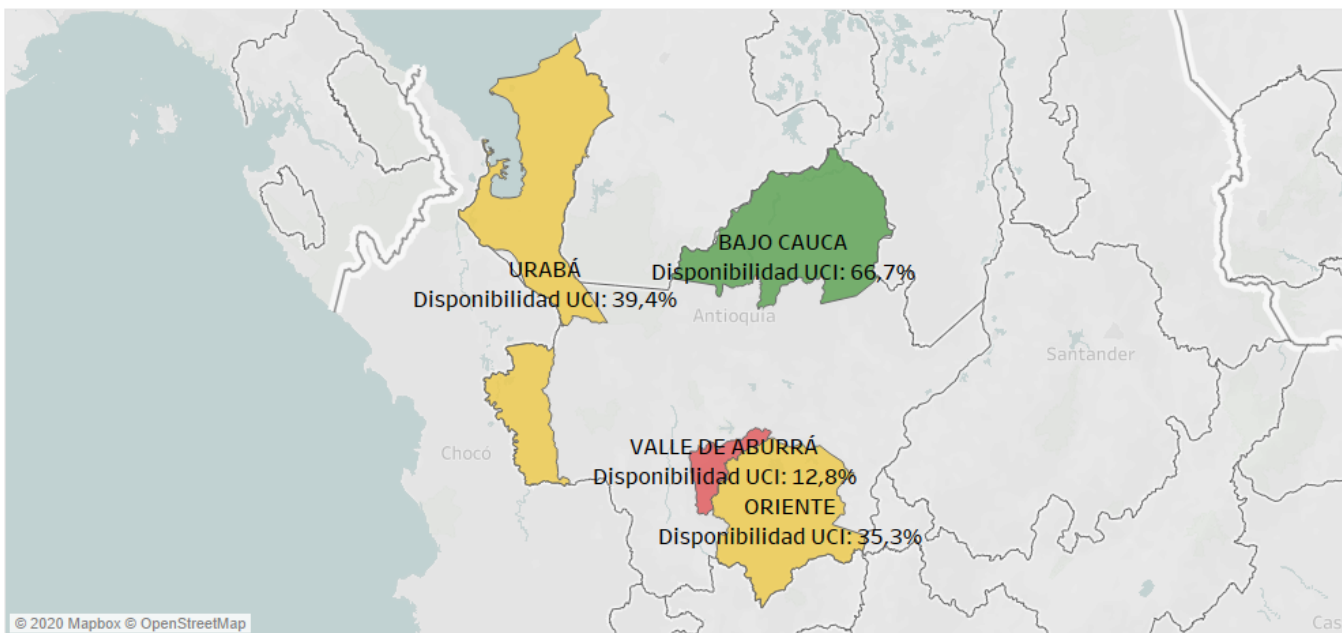 BAJO CAUCA
Disponibilidad UCI: 66,7%
URABÁ
Disponibilidad UCI: 39,4%
Antioquia
Santander
Chocó
VALLE DE ABURRÁ
Disponibilidad UCI: 12,8%
ORIENTE
Disponibilidad UCI: 35,3%
© 2020 Mapbox © OpenStreetMap
Cas